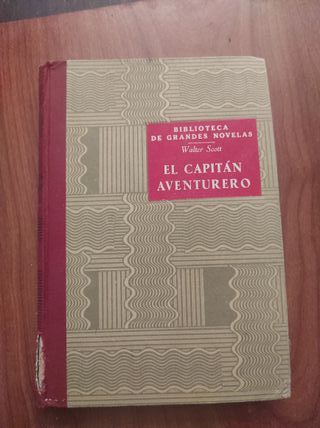 BIBLIOTECA
DE GRANDES NOVELAS
Walter Scott
EL CAPITÁN
AVENTURERO